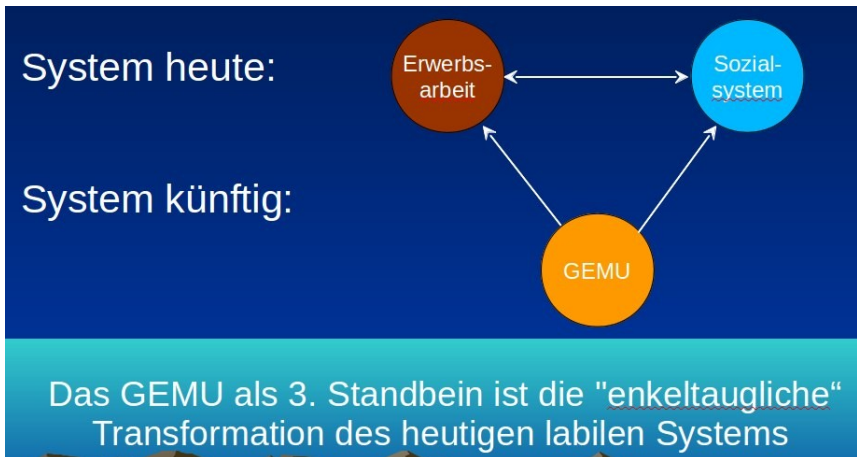 System heute:
Erwerbs-
arbeit
Sozial-
system
System künftig:
GEMU
Das GEMU als 3. Standbein ist die "enkeltaugliche“
Transformation des heutigen labilen Systems